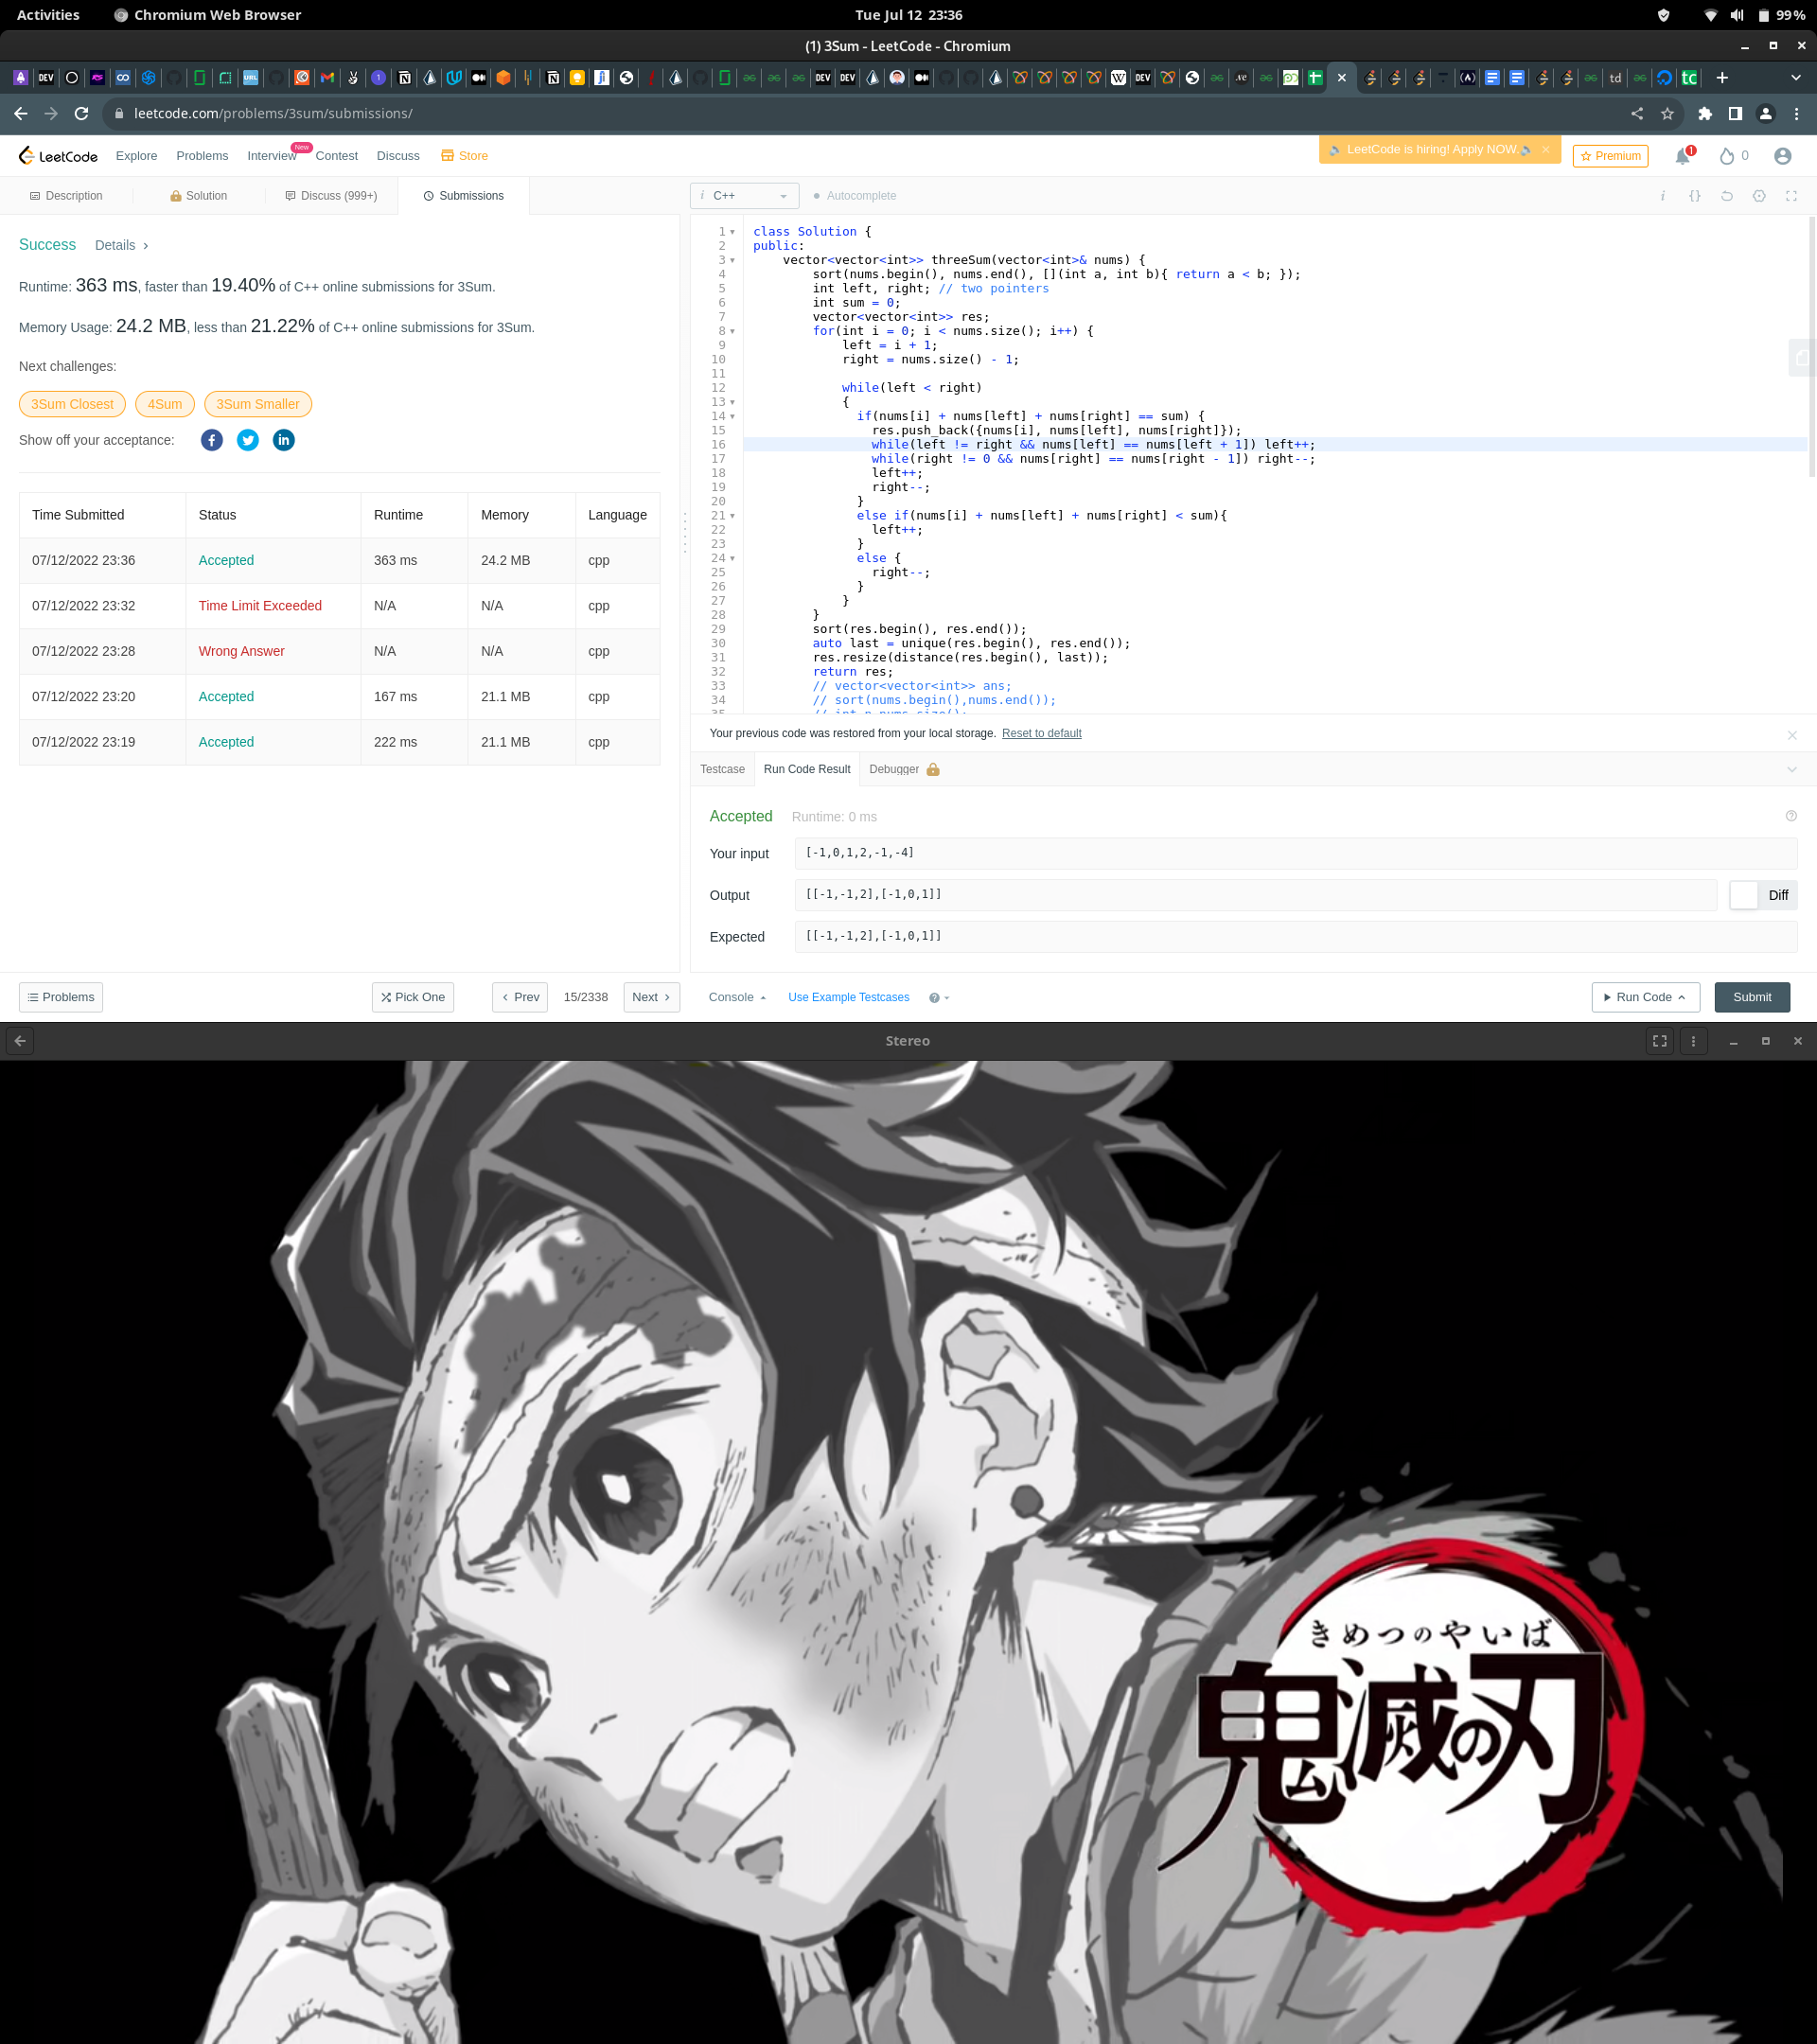 Activities
Chromium Web Browser
Tue Jul 12 23:36
99%
(1) 3Sum - LeetCode - Chromium
leetcode.com/problems/3sum/submissions/
LeetCode
Explore
Problems
Interview
New
Contest
Discuss
Store
LeetCode is hiring! Apply NOW.
Premium
1
0
Description
Solution
Discuss (999+)
Submissions
i C++
Autocomplete
Success Details
Runtime: 363 ms, faster than 19.40% of C++ online submissions for 3Sum.
Memory Usage: 24.2 MB, less than 21.22% of C++ online submissions for 3Sum.
Next challenges:
3Sum Closest
4Sum
3Sum Smaller
Show off your acceptance:
Time Submitted Status Runtime Memory Language
07/12/2022 23:36 Accepted 363 ms 24.2 MB cpp
07/12/2022 23:32 Time Limit Exceeded N/A N/A cpp
07/12/2022 23:28 Wrong Answer N/A N/A cpp
07/12/2022 23:20 Accepted 167 ms 21.1 MB cpp
07/12/2022 23:19 Accepted 222 ms 21.1 MB cpp
1 class Solution {
2 public:
3 vector<vector<int>> threeSum(vector<int>& nums) {
4 sort(nums.begin(), nums.end(), [](int a, int b){ return a < b; });
5 int left, right; // two pointers
6 int sum = 0;
7 vector<vector<int>> res;
8 for(int i = 0; i < nums.size(); i++) {
9 left = i + 1;
10 right = nums.size() - 1;
11
12 while(left < right)
13 {
14 if(nums[i] + nums[left] + nums[right] == sum) {
15 res.push_back({nums[i], nums[left], nums[right]});
16 while(left != right && nums[left] == nums[left + 1]) left++;
17 while(right != 0 && nums[right] == nums[right - 1]) right--;
18 left++;
19 right--;
20 }
21 else if(nums[i] + nums[left] + nums[right] < sum){
22 left++;
23 }
24 else {
25 right--;
26 }
27 }
28 }
29 sort(res.begin(), res.end());
30 auto last = unique(res.begin(), res.end());
31 res.resize(distance(res.begin(), last));
32 return res;
33 // vector<vector<int>> ans;
34 // sort(nums.begin(),nums.end());
Your previous code was restored from your local storage. Reset to default
Testcase
Run Code Result
Debugger
Accepted Runtime: 0 ms
Your input [-1,0,1,2,-1,-4]
Output [[-1,-1,2],[-1,0,1]]
Diff
Expected [[-1,-1,2],[-1,0,1]]
Problems
Pick One
Prev
15/2338
Next
Console
Use Example Testcases
Run Code
Submit
Stereo
きめつのやいば
鬼滅の刃